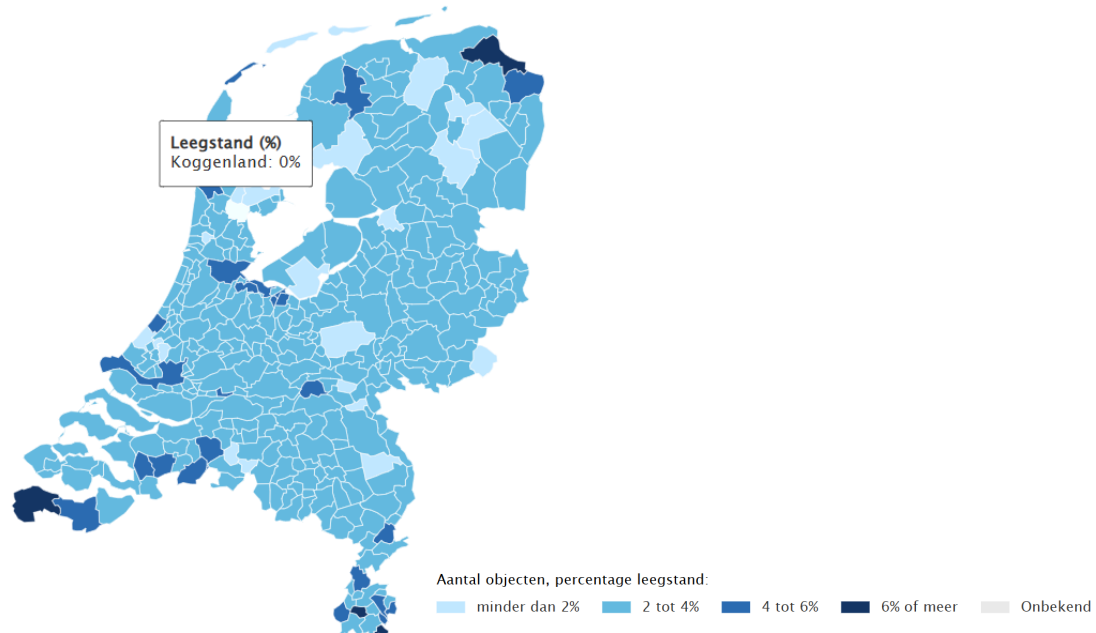 Leegstand (%)
Koggenland: 0%
Aantal objecten, percentage leegstand:
minder dan 2%
2 tot 4%
4 tot 6%
6% of meer
Onbekend